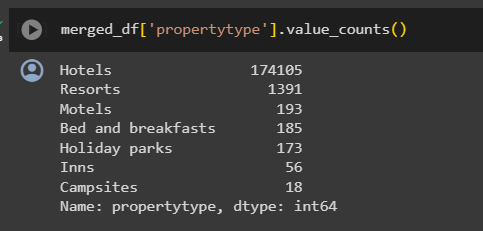 merged_df['propertytype'].value_counts()
Hotels 174105
Resorts 1391
Motels 193
Bed and breakfasts 185
Holiday parks 173
Inns 56
Campsites 18
Name: propertytype, dtype: int64